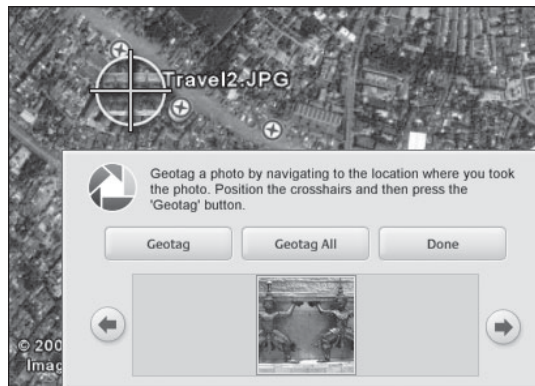 Travel2.JPG
Geotag a photo by navigating to the location where you took
the photo. Position the crosshairs and then press the
'Geotag' button.
Geotag
Geotag All
Done
© 200
Imag